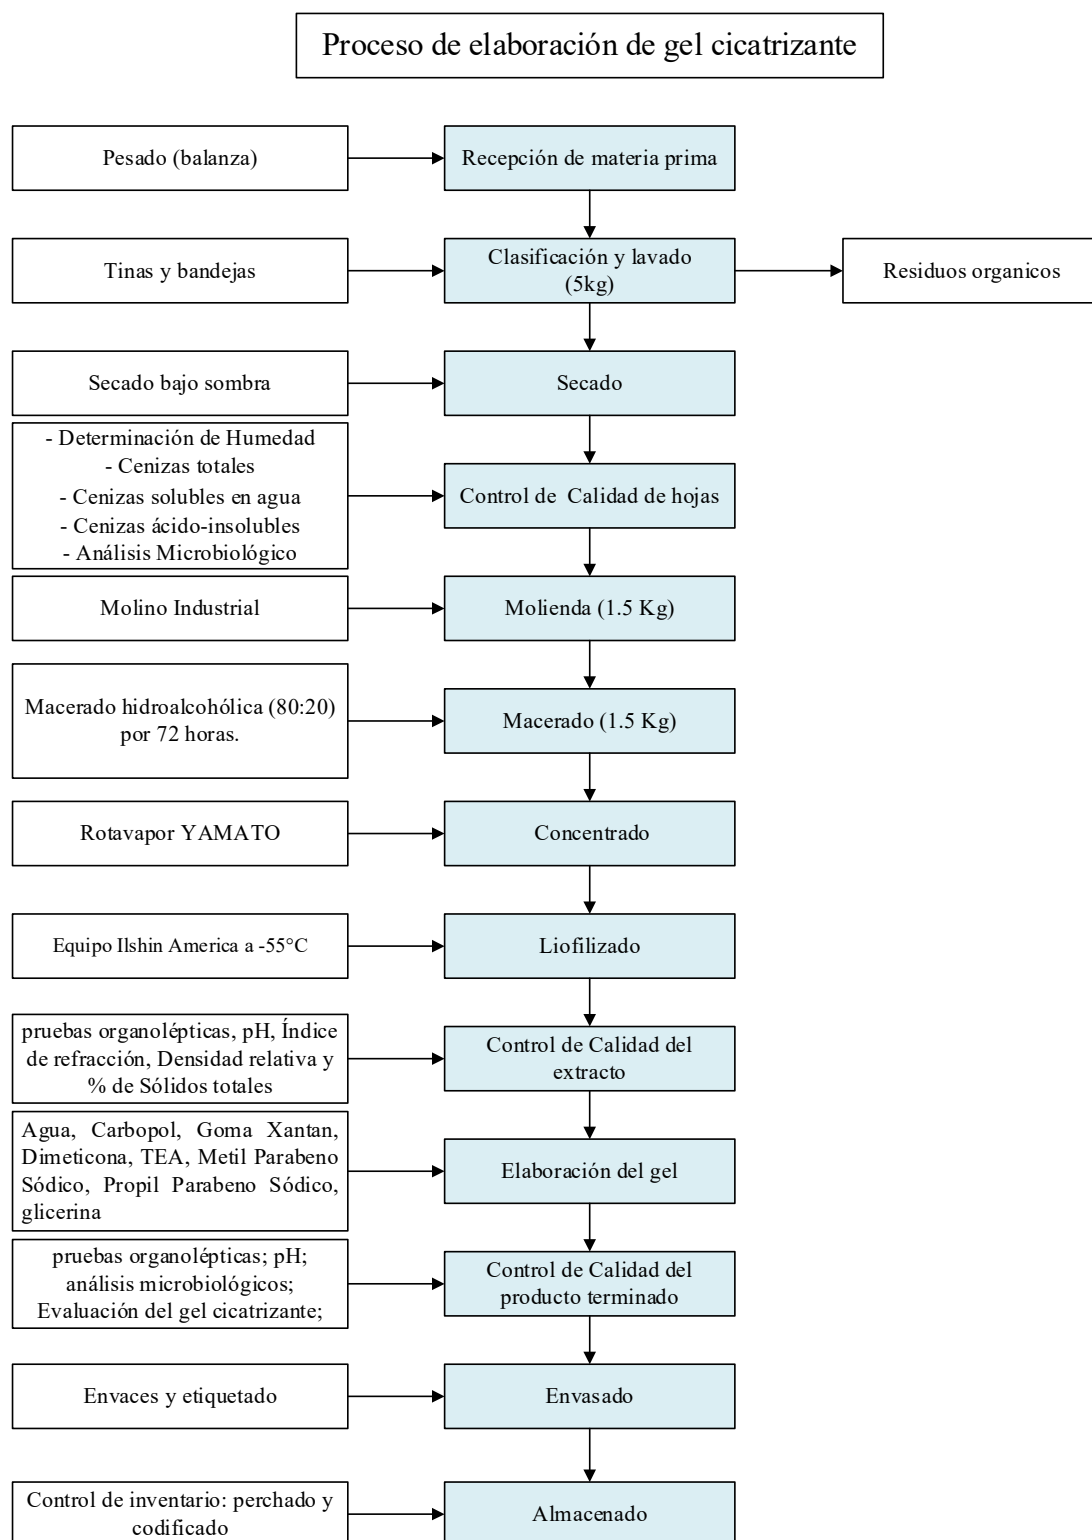 Proceso de elaboración de gel cicatrizante
Pesado (balanza)
Recepción de materia prima
Tinas y bandejas
Clasificación y lavado
(5kg)
Residuos organicos
Secado bajo sombra
Secado
- Determinación de Humedad
- Cenizas totales
- Cenizas solubles en agua
- Cenizas ácido-insolubles
- Análisis Microbiológico
Control de Calidad de hojas
Molino Industrial
Molienda (1.5 Kg)
Macerado hidroalcohólica (80:20)
por 72 horas.
Macerado (1.5 Kg)
Rotavapor YAMATO
Concentrado
Equipo Ilshin America a -55°C
Liofilizado
pruebas organolépticas, pH, Índice
de refracción, Densidad relativa y
% de Sólidos totales
Control de Calidad del
extracto
Agua, Carbopol, Goma Xantan,
Dimeticona, TEA, Metil Parabeno
Sódico, Propil Parabeno Sódico,
glicerina
Elaboración del gel
pruebas organolépticas; pH;
análisis microbiológicos;
Evaluación del gel cicatrizante;
Control de Calidad del
producto terminado
Envaces y etiquetado
Envasado
Control de inventario: perchado y
codificado
Almacenado